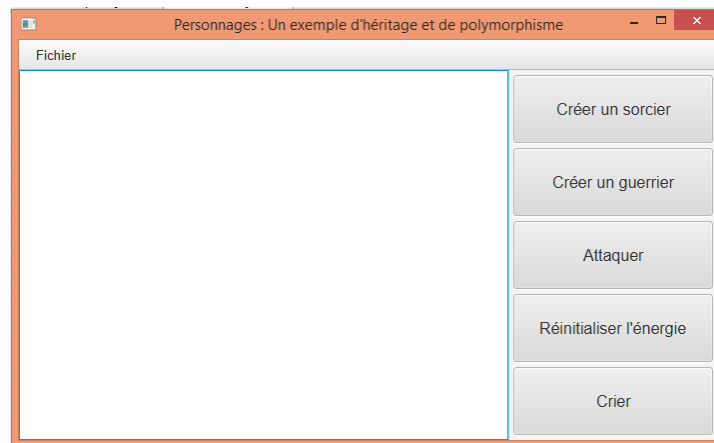 Personnages : Un exemple d'héritage et de polymorphisme
Fichier
Créer un sorcier
Créer un guerrier
Attaquer
Réinitialiser l'énergie
Crier